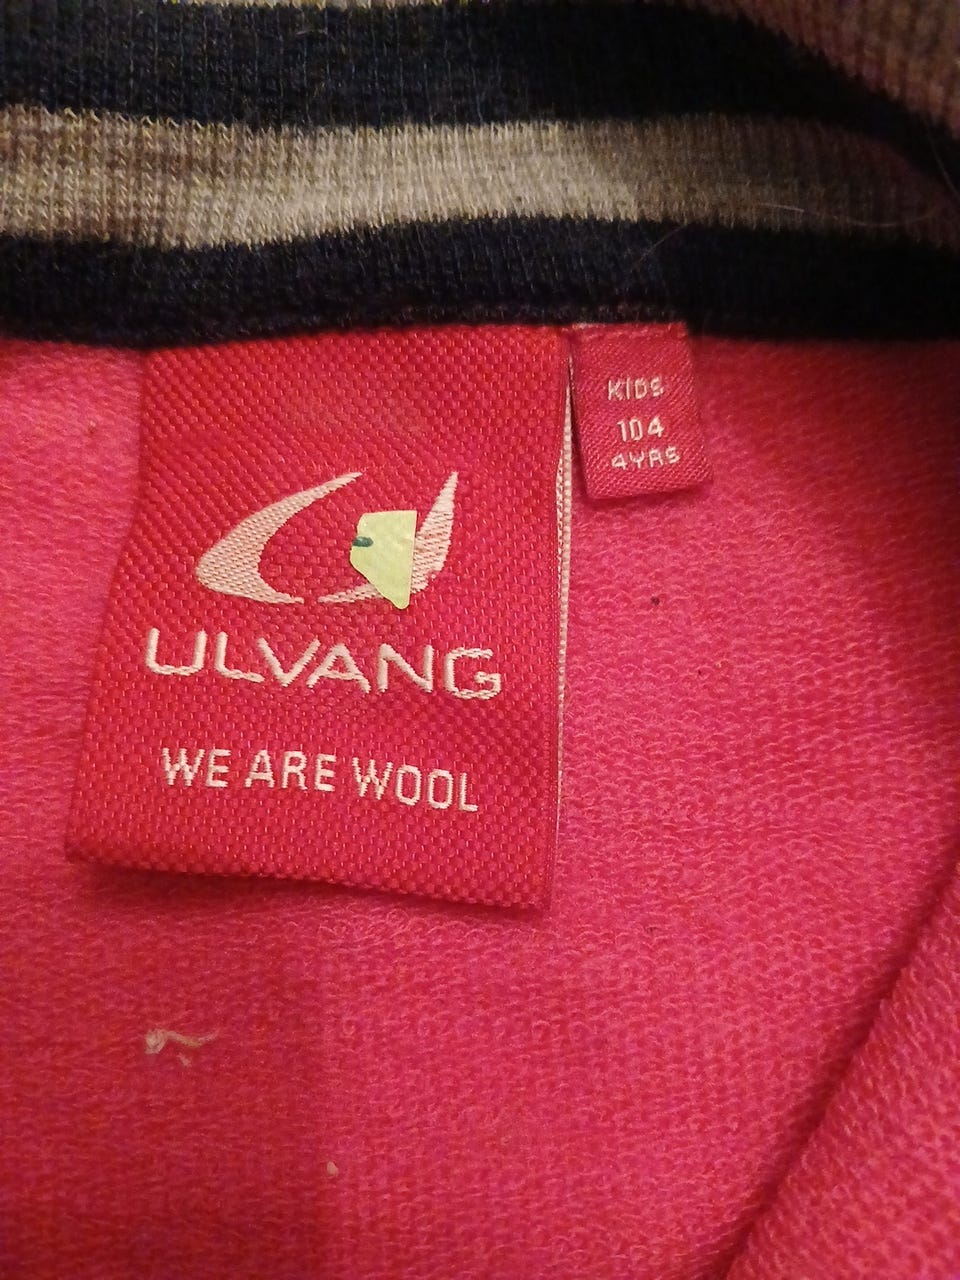 KIDS
104
4YRS
ULVANG
WE ARE WOOL